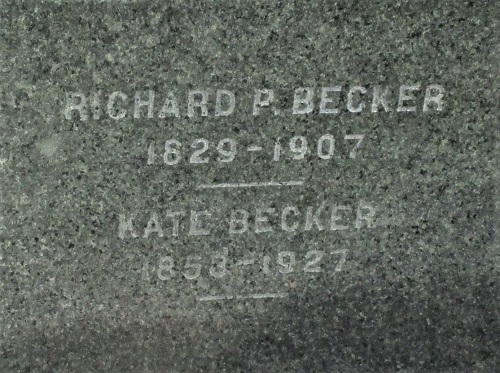 RICHARD P. BECKER
1829-1907
KATE BECKER
1853-1927